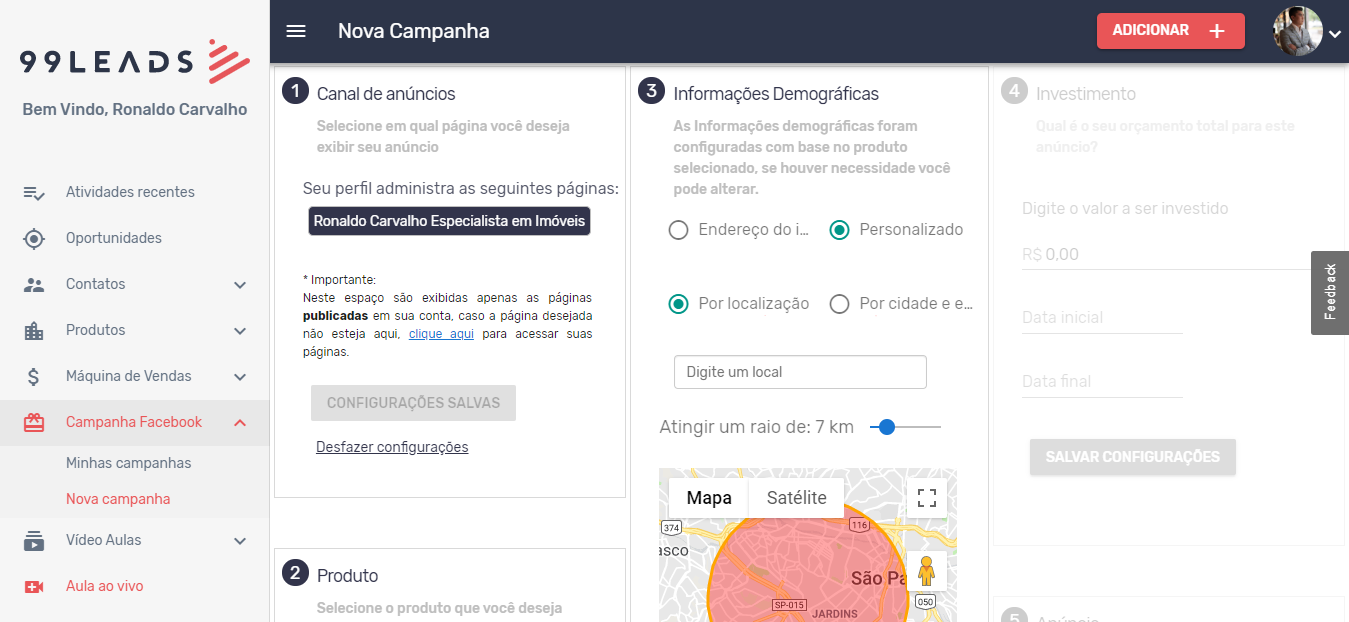 99LEADS
Bem Vindo, Ronaldo Carvalho
Atividades recentes
Oportunidades
Contatos
Produtos
Máquina de Vendas
Campanha Facebook
Minhas campanhas
Nova campanha
Vídeo Aulas
Aula ao vivo
Nova Campanha
ADICIONAR
1 Canal de anúncios
Selecione em qual página você deseja
exibir seu anúncio
Seu perfil administra as seguintes páginas:
Ronaldo Carvalho Especialista em Imóveis
* Importante:
Neste espaço são exibidas apenas as páginas
publicadas em sua conta, caso a página desejada
não esteja aqui, clique aqui para acessar suas
páginas.
CONFIGURAÇÕES SALVAS
Desfazer configurações
2 Produto
Selecione o produto que você deseja
3 Informações Demográficas
As Informações demográficas foram
configuradas com base no produto
selecionado, se houver necessidade você
pode alterar.
Endereço do i...
Personalizado
Por localização
Por cidade e e...
Digite um local
Atingir um raio de: 7 km
Mapa
Satélite
374
116
asco
São Pa
050
SP-015
JARDINS
4 Investimento
Qual é o seu orçamento total para este
anúncio?
Digite o valor a ser investido
R$ 0,00
Data inicial
Data final
SALVAR CONFIGURAÇÕES
5 Anúncio
Feedback